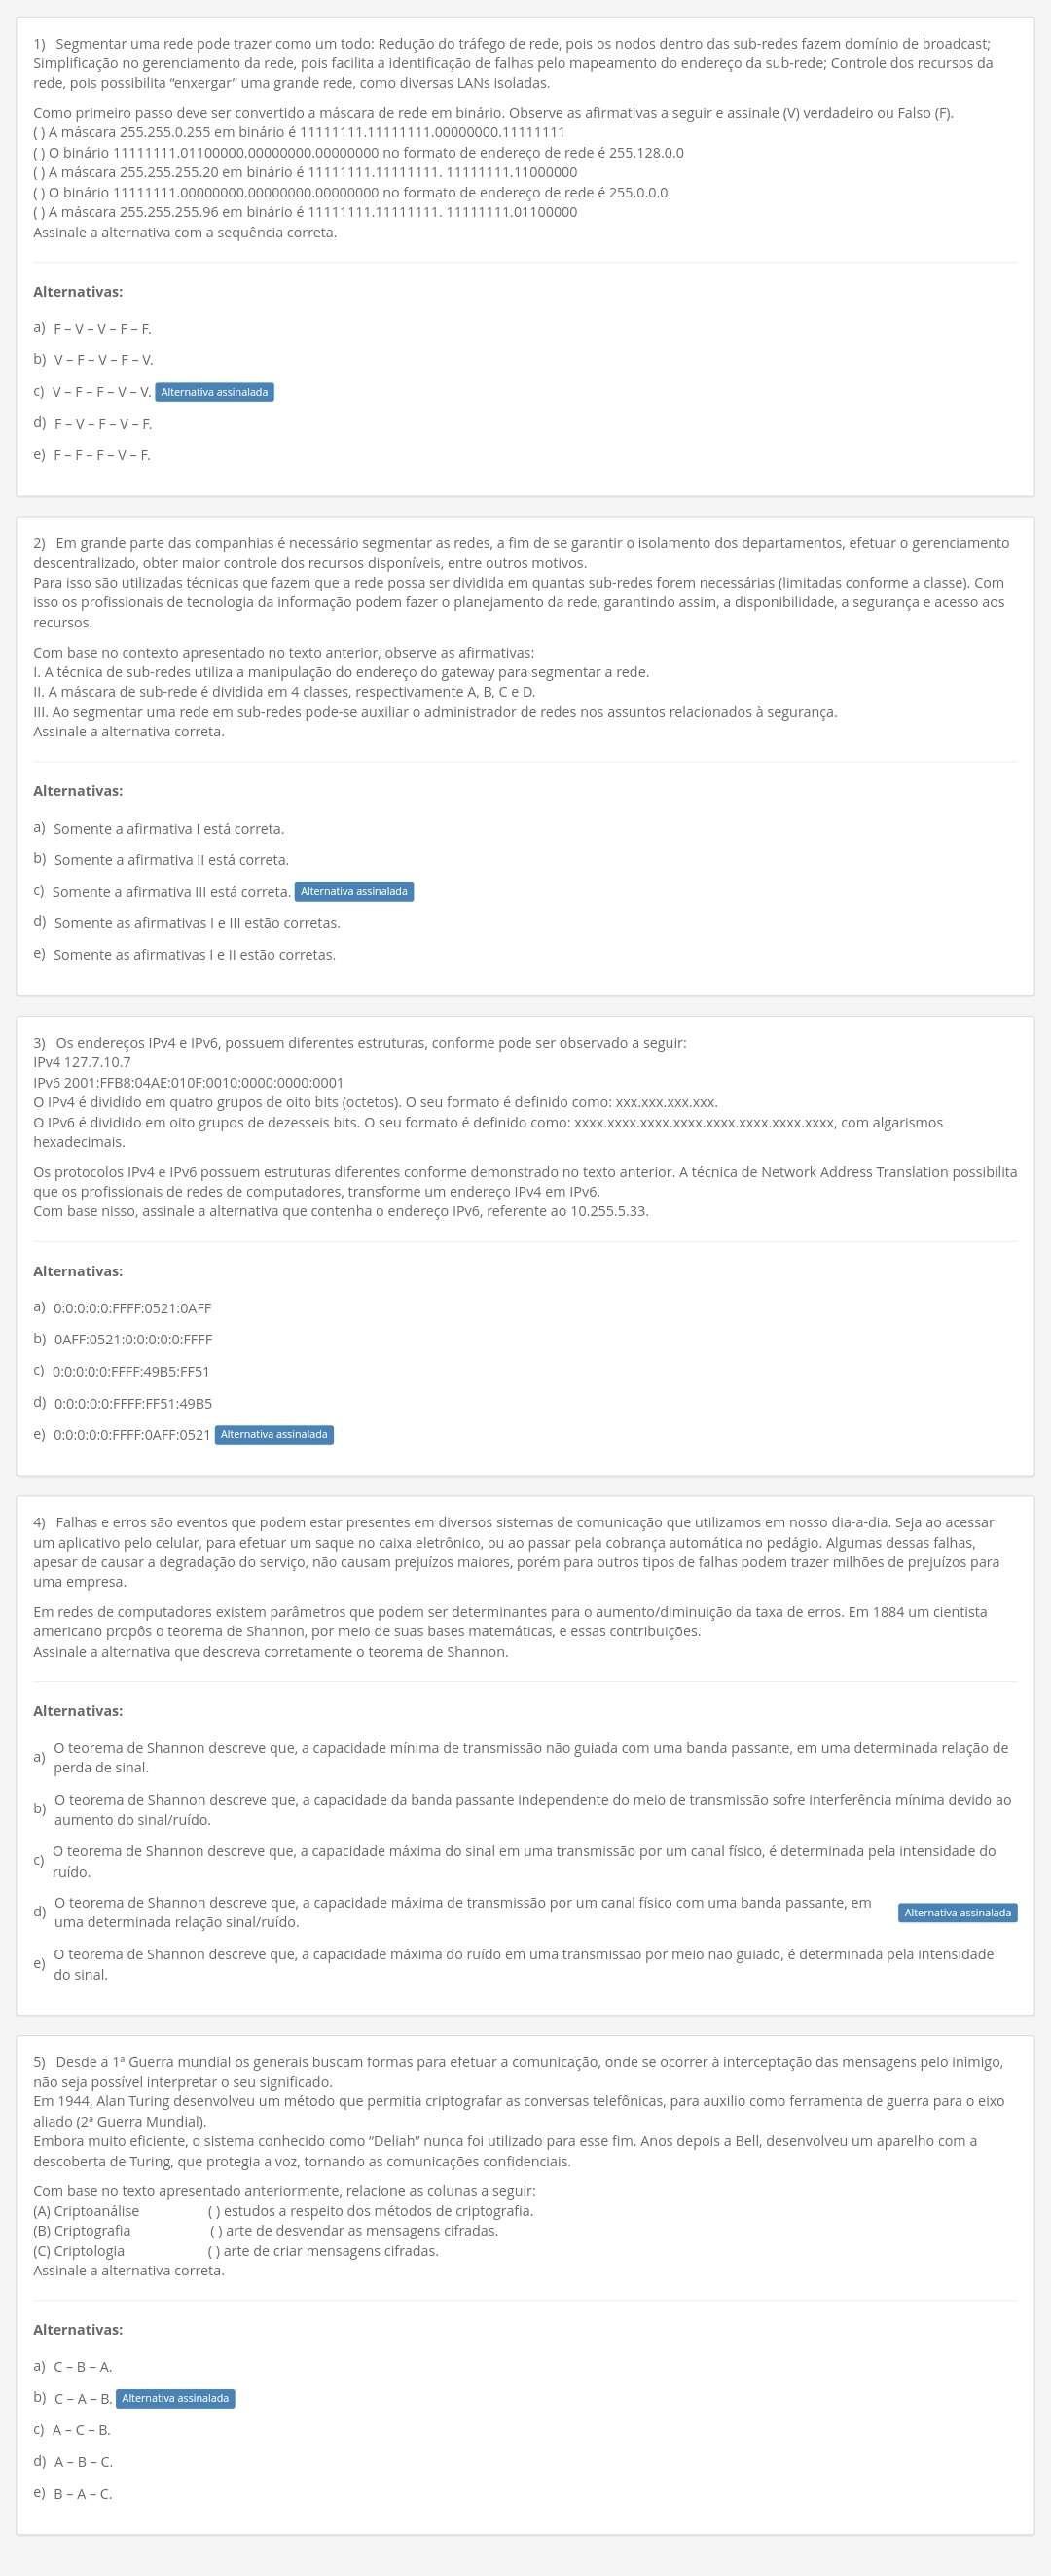 1) Segmentar uma rede pode trazer como um todo: Redução do tráfego de rede, pois os nodos dentro das sub-redes fazem domínio de broadcast;
Simplificação no gerenciamento da rede, pois facilita a identificação de falhas pelo mapeamento do endereço da sub-rede; Controle dos recursos da
rede, pois possibilita “enxergar” uma grande rede, como diversas LANs isoladas.
Como primeiro passo deve ser convertido a máscara de rede em binário. Observe as afirmativas a seguir e assinale (V) verdadeiro ou Falso (F).
( ) A máscara 255.255.0.255 em binário é 11111111.11111111.00000000.11111111
( ) O binário 11111111.01100000.00000000.00000000 no formato de endereço de rede é 255.128.0.0
( ) A máscara 255.255.255.20 em binário é 11111111.11111111. 11111111.11000000
( ) O binário 11111111.00000000.00000000.00000000 no formato de endereço de rede é 255.0.0.0
( ) A máscara 255.255.255.96 em binário é 11111111.11111111. 11111111.01100000
Assinale a alternativa com a sequência correta.
Alternativas:
a) F – V – V – F – F.
b) V – F – V – F – V.
c) V – F – F – V – V. Alternativa assinalada
d) F – V – F – V – F.
e) F – F – F – V – F.
2) Em grande parte das companhias é necessário segmentar as redes, a fim de se garantir o isolamento dos departamentos, efetuar o gerenciamento
descentralizado, obter maior controle dos recursos disponíveis, entre outros motivos.
Para isso são utilizadas técnicas que fazem que a rede possa ser dividida em quantas sub-redes forem necessárias (limitadas conforme a classe). Com
isso os profissionais de tecnologia da informação podem fazer o planejamento da rede, garantindo assim, a disponibilidade, a segurança e acesso aos
recursos.
Com base no contexto apresentado no texto anterior, observe as afirmativas:
I. A técnica de sub-redes utiliza a manipulação do endereço do gateway para segmentar a rede.
II. A máscara de sub-rede é dividida em 4 classes, respectivamente A, B, C e D.
III. Ao segmentar uma rede em sub-redes pode-se auxiliar o administrador de redes nos assuntos relacionados à segurança.
Assinale a alternativa correta.
Alternativas:
a) Somente a afirmativa I está correta.
b) Somente a afirmativa II está correta.
c) Somente a afirmativa III está correta. Alternativa assinalada
d) Somente as afirmativas I e III estão corretas.
e) Somente as afirmativas I e II estão corretas.
3) Os endereços IPv4 e IPv6, possuem diferentes estruturas, conforme pode ser observado a seguir:
IPv4 127.7.10.7
IPv6 2001:FFB8:04AE:010F:0010:0000:0000:0001
O IPv4 é dividido em quatro grupos de oito bits (octetos). O seu formato é definido como: xxx.xxx.xxx.xxx.
O IPv6 é dividido em oito grupos de dezesseis bits. O seu formato é definido como: xxxx.xxxx.xxxx.xxxx.xxxx.xxxx.xxxx.xxxx, com algarismos
hexadecimais.
Os protocolos IPv4 e IPv6 possuem estruturas diferentes conforme demonstrado no texto anterior. A técnica de Network Address Translation possibilita
que os profissionais de redes de computadores, transforme um endereço IPv4 em IPv6.
Com base nisso, assinale a alternativa que contenha o endereço IPv6, referente ao 10.255.5.33.
Alternativas:
a) 0:0:0:0:0:FFFF:0521:0AFF
b) 0AFF:0521:0:0:0:0:0:FFFF
c) 0:0:0:0:0:FFFF:49B5:FF51
d) 0:0:0:0:0:FFFF:FF51:49B5
e) 0:0:0:0:0:FFFF:0AFF:0521 Alternativa assinalada
4) Falhas e erros são eventos que podem estar presentes em diversos sistemas de comunicação que utilizamos em nosso dia-a-dia. Seja ao acessar
um aplicativo pelo celular, para efetuar um saque no caixa eletrônico, ou ao passar pela cobrança automática no pedágio. Algumas dessas falhas,
apesar de causar a degradação do serviço, não causam prejuízos maiores, porém para outros tipos de falhas podem trazer milhões de prejuízos para
uma empresa.
Em redes de computadores existem parâmetros que podem ser determinantes para o aumento/diminuição da taxa de erros. Em 1884 um cientista
americano propôs o teorema de Shannon, por meio de suas bases matemáticas, e essas contribuições.
Assinale a alternativa que descreva corretamente o teorema de Shannon.
Alternativas:
a) O teorema de Shannon descreve que, a capacidade mínima de transmissão não guiada com uma banda passante, em uma determinada relação de
perda de sinal.
b) O teorema de Shannon descreve que, a capacidade da banda passante independente do meio de transmissão sofre interferência mínima devido ao
aumento do sinal/ruído.
c) O teorema de Shannon descreve que, a capacidade máxima do sinal em uma transmissão por um canal físico, é determinada pela intensidade do
ruído.
d) O teorema de Shannon descreve que, a capacidade máxima de transmissão por um canal físico com uma banda passante, em
uma determinada relação sinal/ruído. Alternativa assinalada
e) O teorema de Shannon descreve que, a capacidade máxima do ruído em uma transmissão por meio não guiado, é determinada pela intensidade
do sinal.
5) Desde a 1ª Guerra mundial os generais buscam formas para efetuar a comunicação, onde se ocorrer à interceptação das mensagens pelo inimigo,
não seja possível interpretar o seu significado.
Em 1944, Alan Turing desenvolveu um método que permitia criptografar as conversas telefônicas, para auxilio como ferramenta de guerra para o eixo
aliado (2ª Guerra Mundial).
Embora muito eficiente, o sistema conhecido como “Deliah” nunca foi utilizado para esse fim. Anos depois a Bell, desenvolveu um aparelho com a
descoberta de Turing, que protegia a voz, tornando as comunicações confidenciais.
Com base no texto apresentado anteriormente, relacione as colunas a seguir:
(A) Criptoanálise ( ) estudos a respeito dos métodos de criptografia.
(B) Criptografia ( ) arte de desvendar as mensagens cifradas.
(C) Criptologia ( ) arte de criar mensagens cifradas.
Assinale a alternativa correta.
Alternativas:
a) C – B – A.
b) C – A – B. Alternativa assinalada
c) A – C – B.
d) A – B – C.
e) B – A – C.